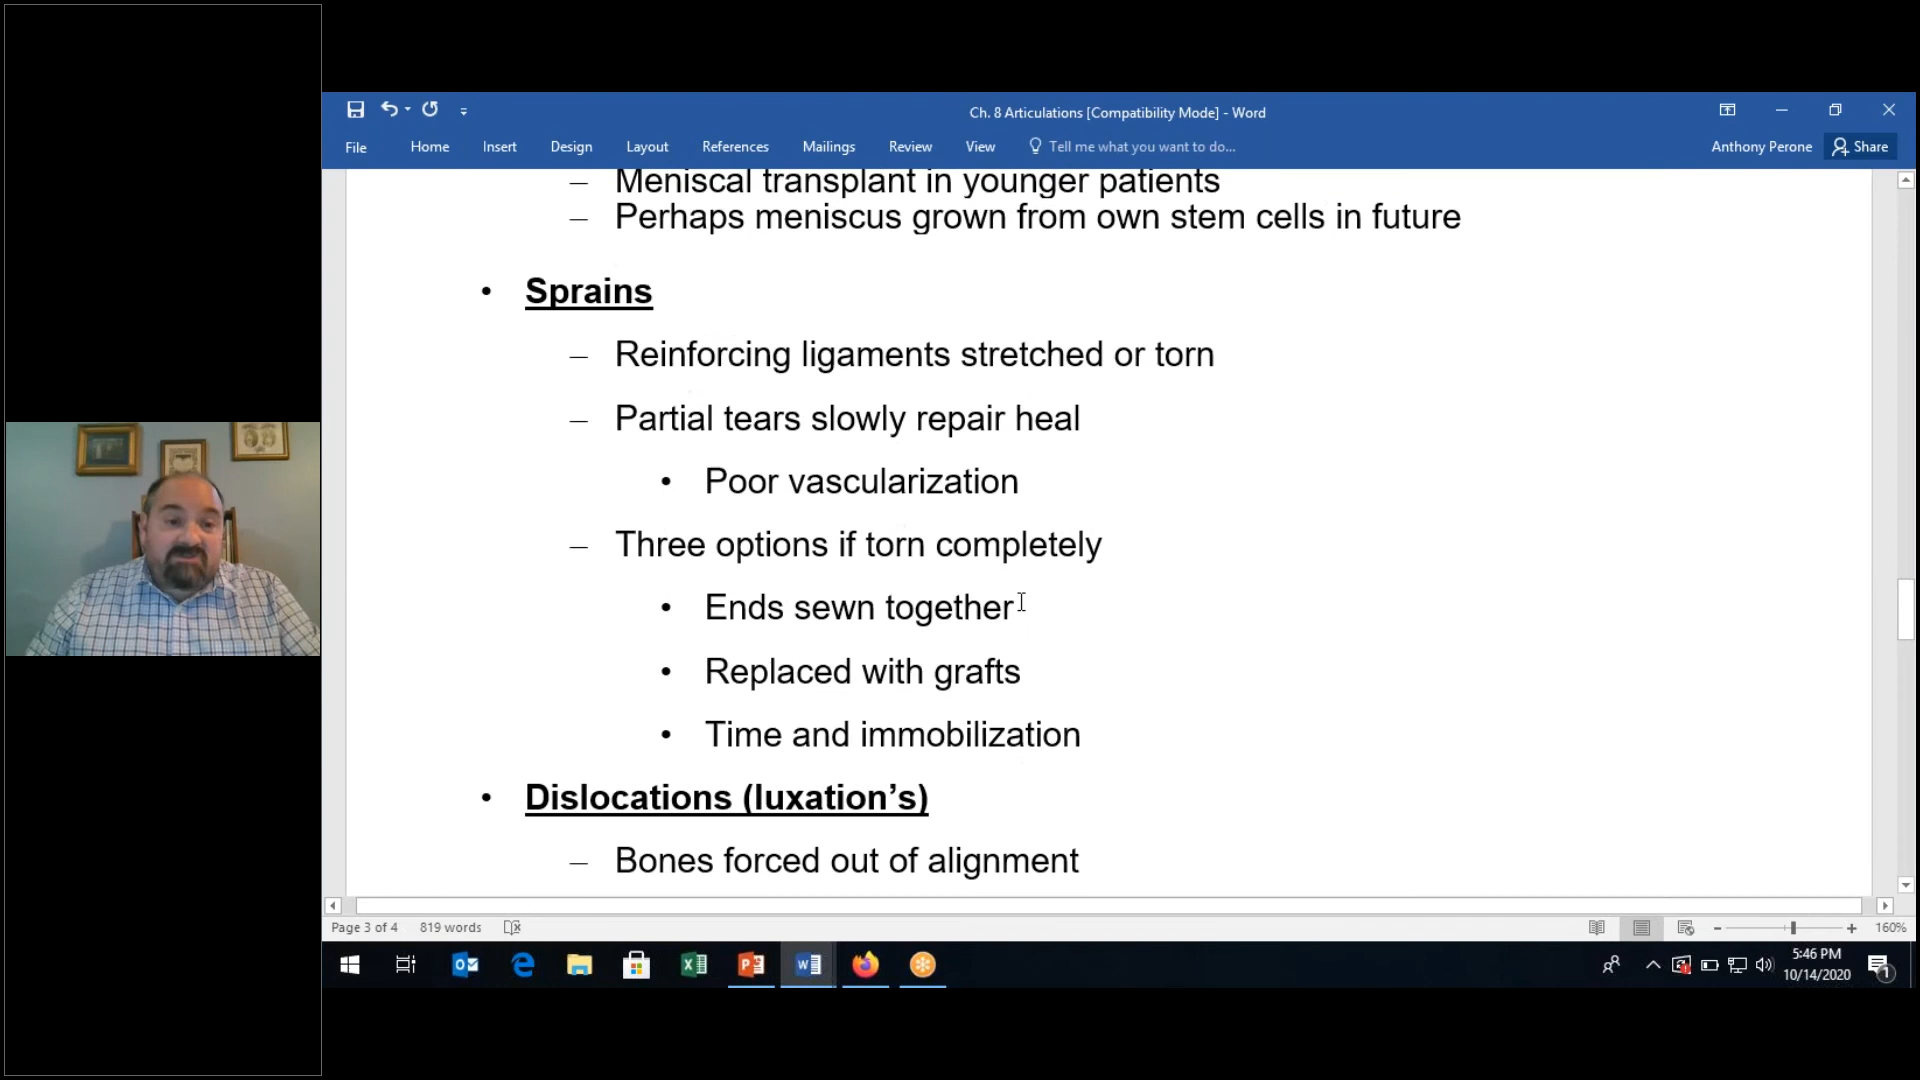 Ch. 8 Articulations [Compatibility Mode] - Word
File Home Insert Design Layout References Mailings Review View Tell me what you want to do... Anthony Perone Share
– Meniscal transplant in younger patients
– Perhaps meniscus grown from own stem cells in future
• Sprains
– Reinforcing ligaments stretched or torn
– Partial tears slowly repair heal
• Poor vascularization
– Three options if torn completely
• Ends sewn together
• Replaced with grafts
• Time and immobilization
• Dislocations (luxation’s)
– Bones forced out of alignment
Page 3 of 4 819 words 160%
5:46 PM
10/14/2020
1